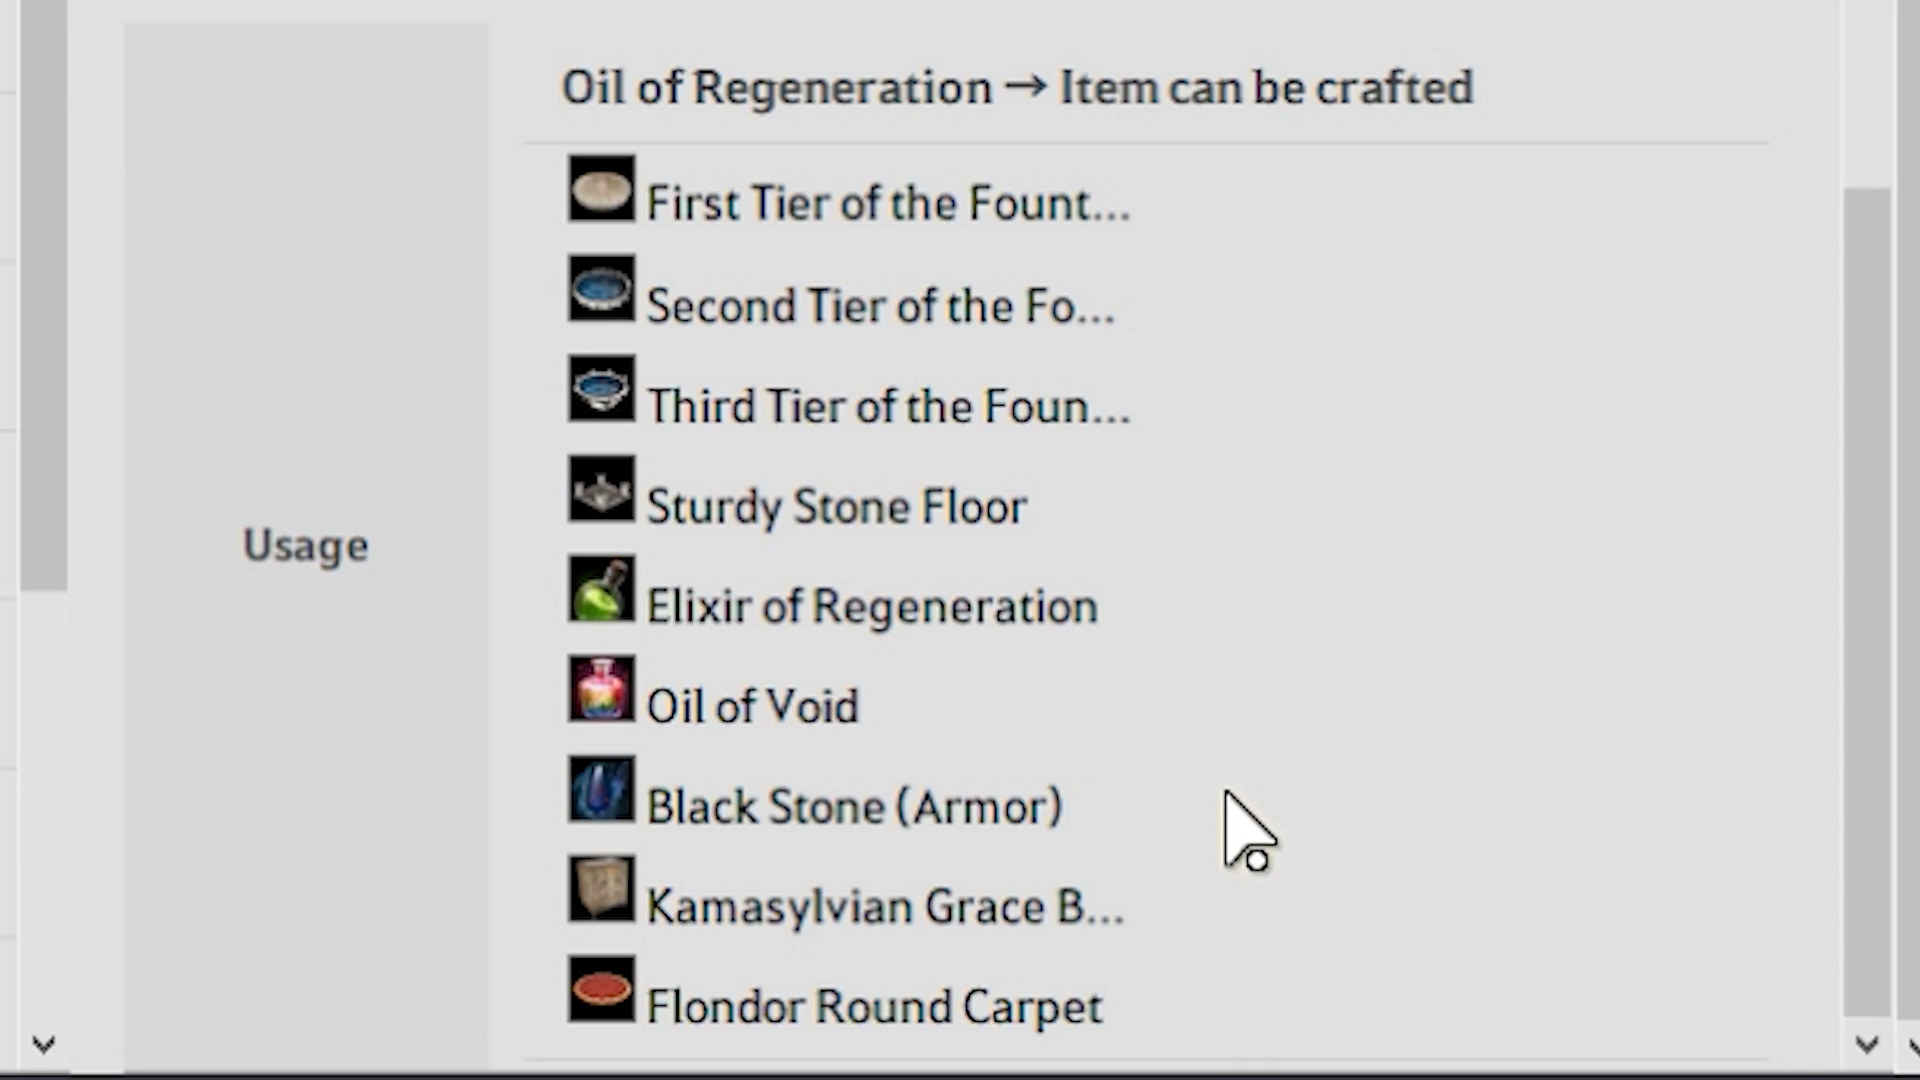 Oil of Regeneration → Item can be crafted
First Tier of the Fount...
Second Tier of the Fo...
Third Tier of the Foun...
Sturdy Stone Floor
Usage
Elixir of Regeneration
Oil of Void
Black Stone (Armor)
Kamasylvian Grace B...
Flondor Round Carpet